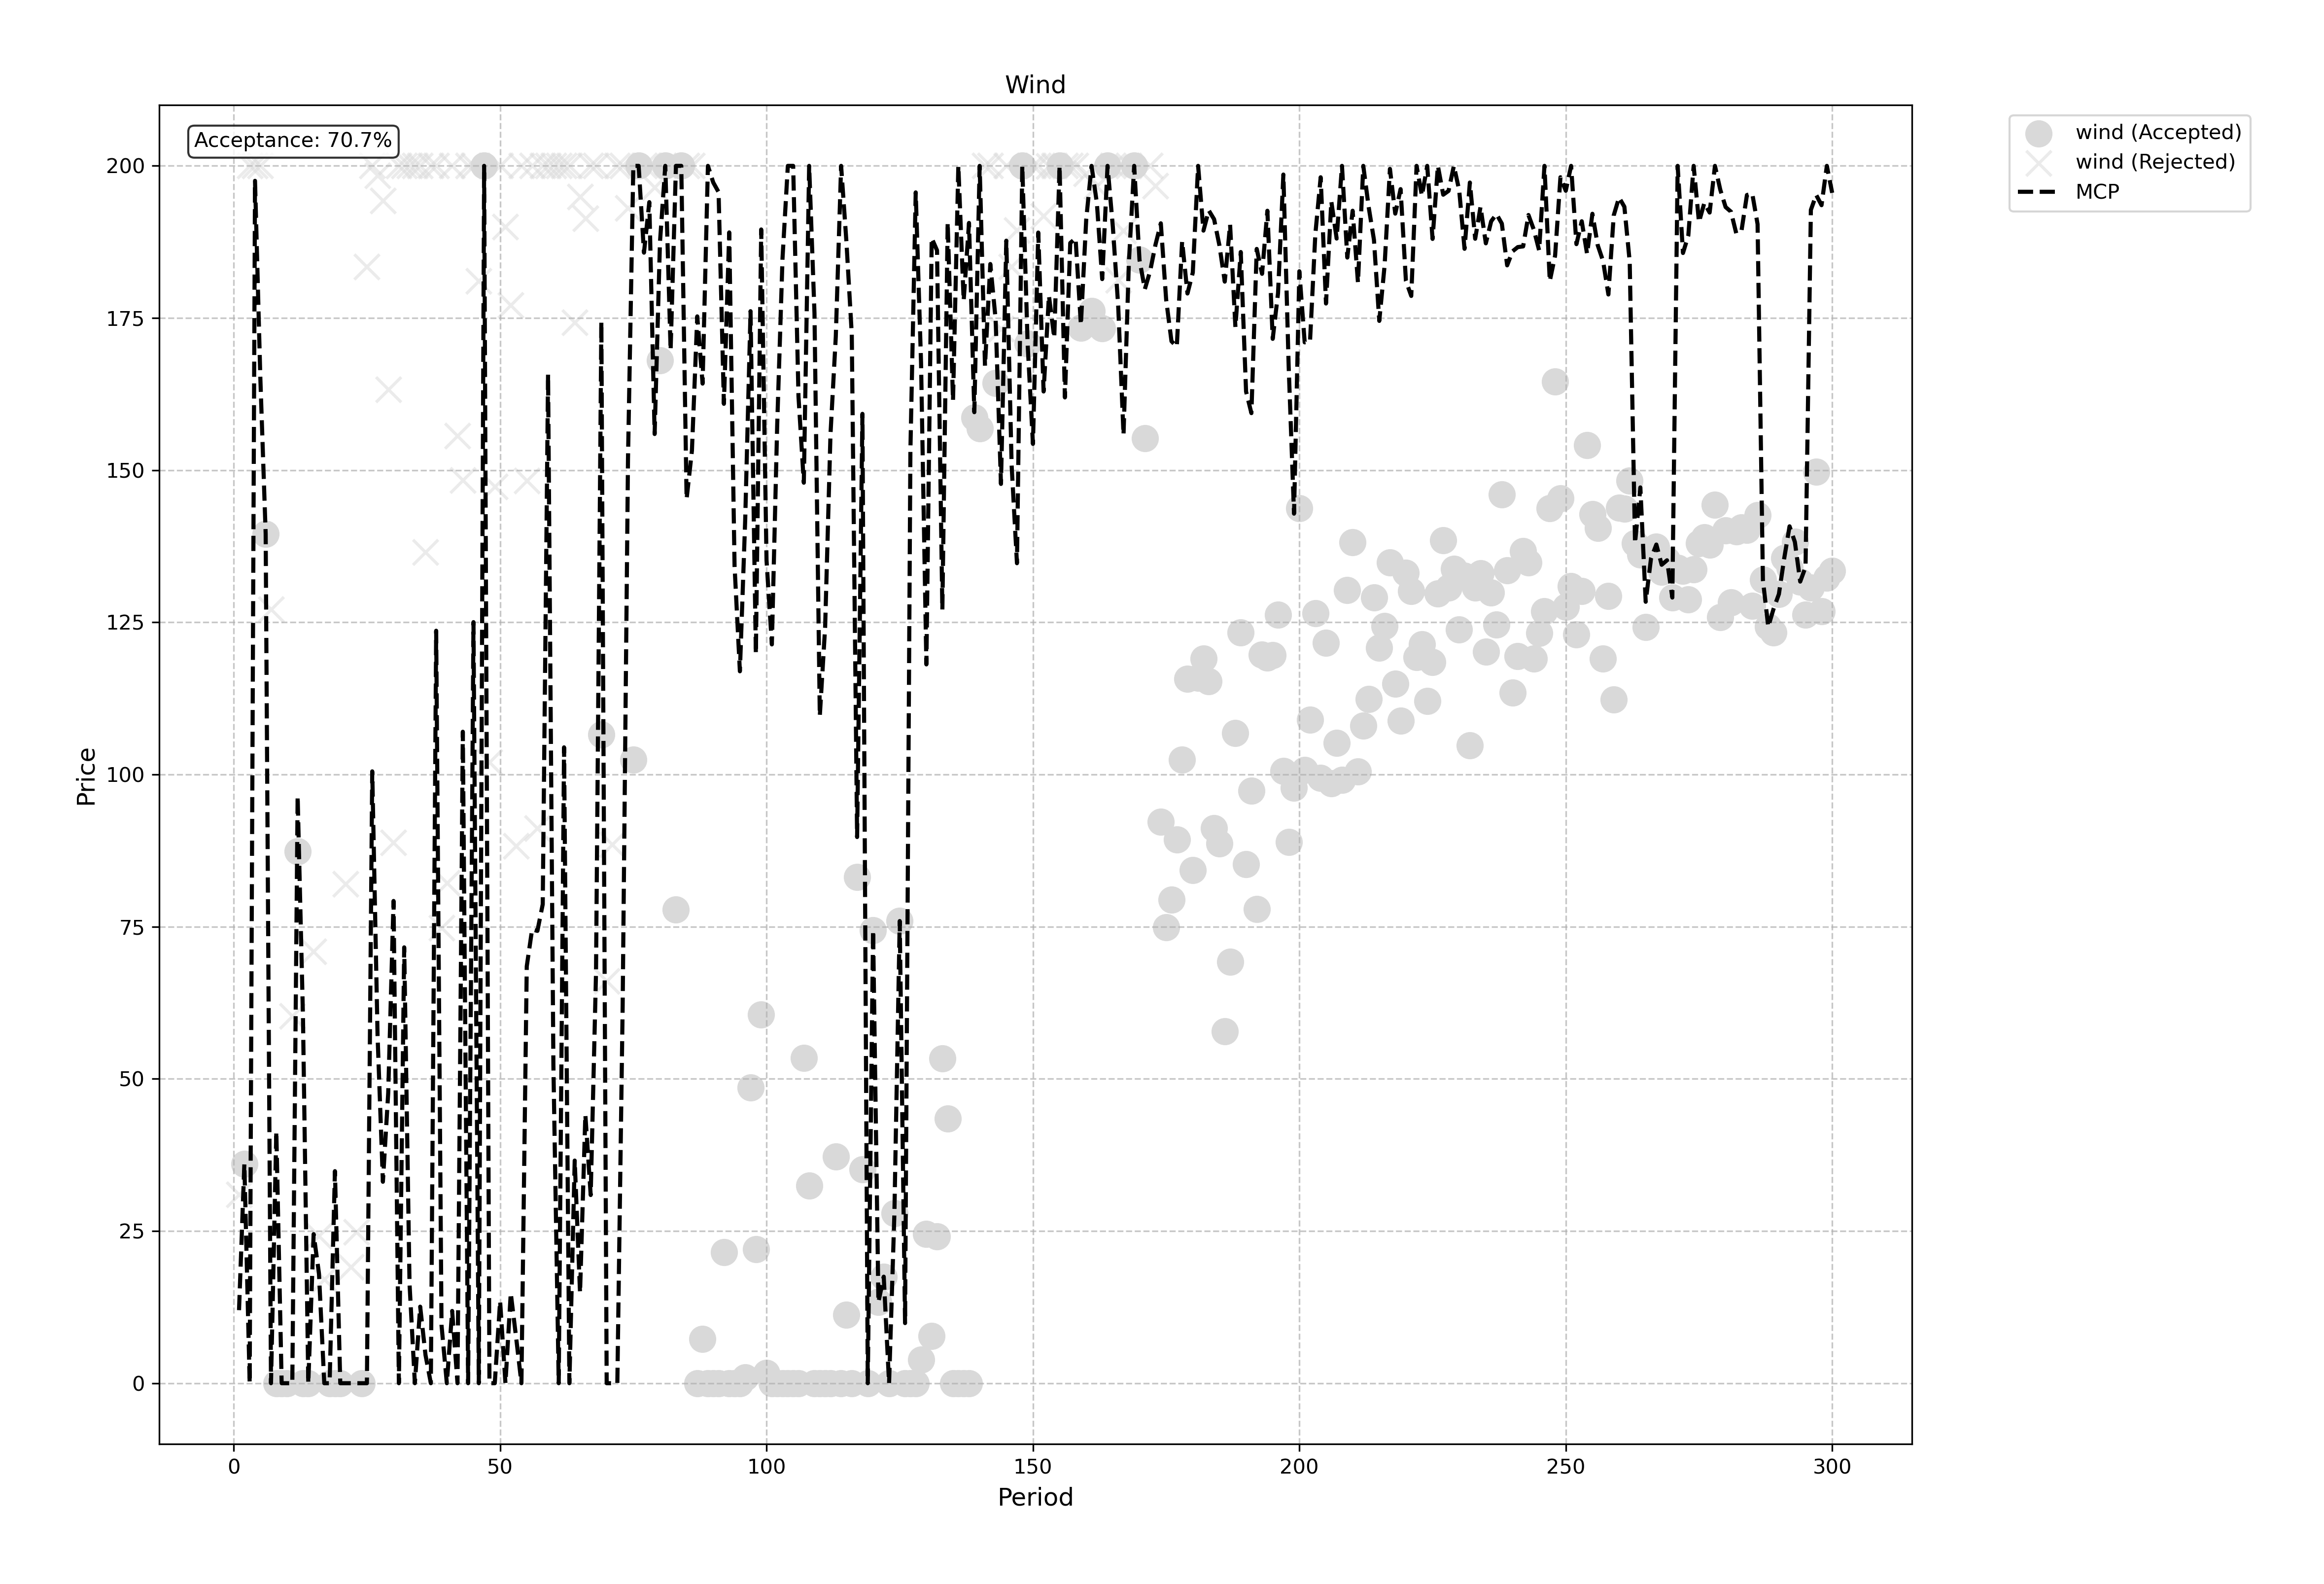 Wind
Acceptance: 70.7%
wind (Accepted)
wind (Rejected)
MCP
Price
200
175
150
125
100
75
50
25
0
0 50 100 150 200 250 300
Period